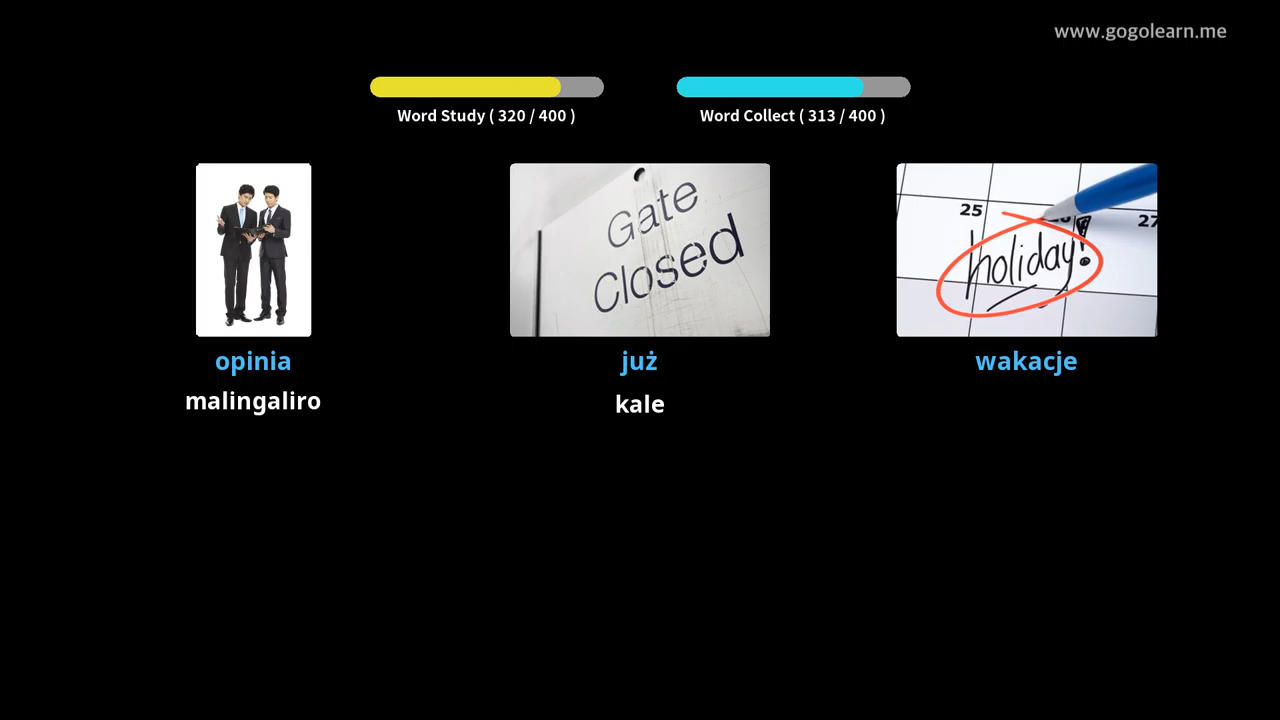 www.gogolearn.me
Word Study ( 320 / 400 )
Word Collect ( 313 / 400 )
Gate
Closed
25
27
holiday!
opinia
już
wakacje
malingaliro
kale